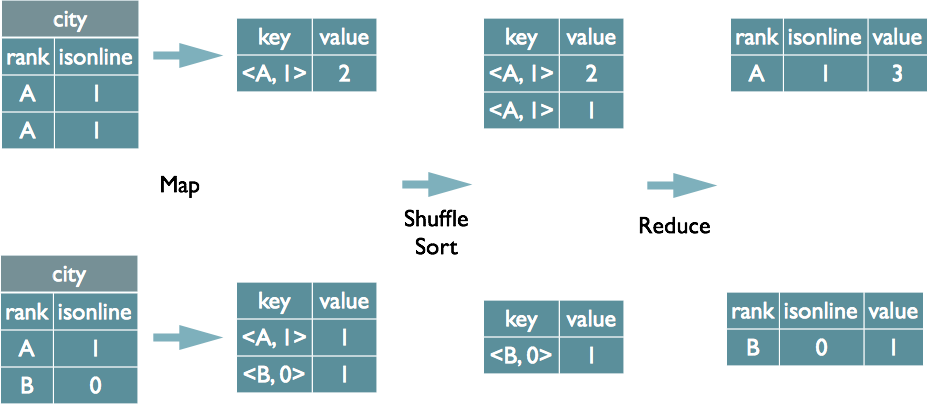 city
rank isonline
A 1
A 1
key value
<A, 1> 2
key value
<A, 1> 2
<A, 1> 1
rank isonline value
A 1 3
Map
Shuffle
Sort
Reduce
city
rank isonline
A 1
B 0
key value
<A, 1> 1
<B, 0> 1
key value
<B, 0> 1
rank isonline value
B 0 1